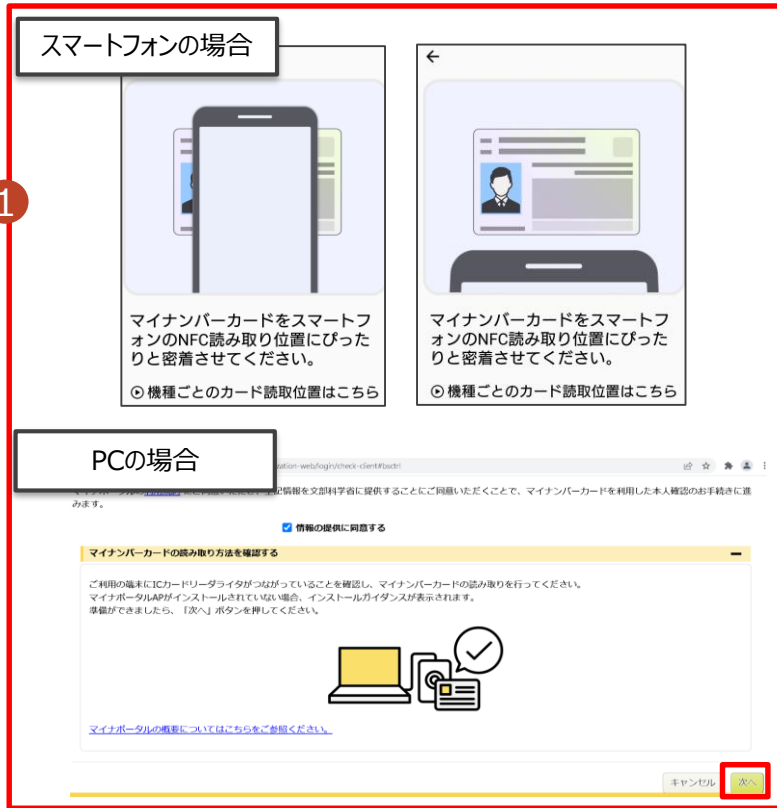 スマートフォンの場合
←
1
マイナンバーカードをスマートフ
ォンのNFC読み取り位置にぴった
りと密着させてください。
機種ごとのカード読取位置はこちら
マイナンバーカードをスマートフ
ォンのNFC読み取り位置にぴった
りと密着させてください。
機種ごとのカード読取位置はこちら
PCの場合
zation-web/login/check-client#bsdrl
情報を文部科学省に提供することにご同意いただくことで、マイナンバーカードを利用した本人確認のお手続きに進
みます。
情報の提供に同意する
マイナンバーカードの読み取り方法を確認する
ご利用の端末にICカードリーダライタがつながっていることを確認し、マイナンバーカードの読み取りを行ってください。
マイナポータルAPがインストールされていない場合、インストールガイダンスが表示されます。
準備ができましたら、「次へ」ボタンを押してください。
マイナポータルの概要についてはこちらをご参照ください。
キャンセル
次へ